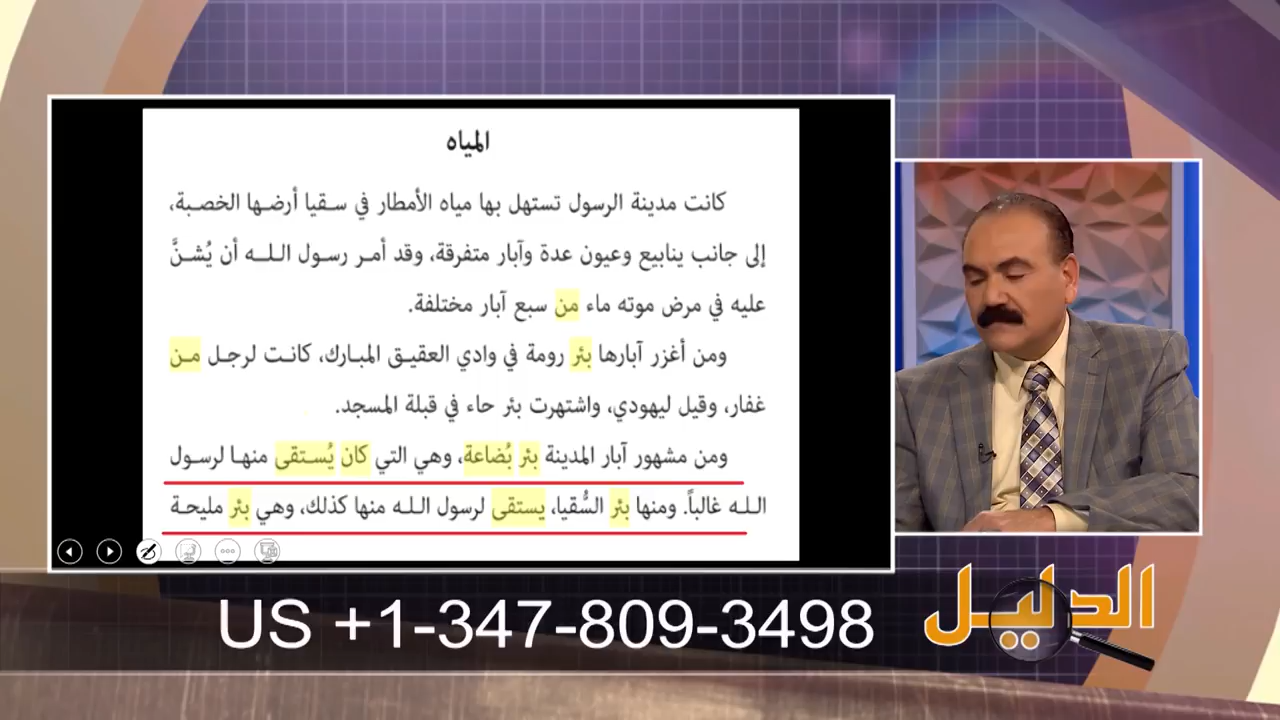 المياه
كانت مدينة الرسول تستهل بها مياه الأمطار في سقيا أرضها الخصبة،
إلى جانب ينابيع وعيون عدة وآبار متفرقة، وقد أمر رسول الله أن يُشنَّ
عليه في مرض موته ماء من سبع آبار مختلفة.
ومن أغزر آبارها بئر رومة في وادي العقيق المبارك، كانت لرجل من
غفار، وقيل ليهودي، واشتهرت بئر حاء في قبلة المسجد.
ومن مشهور آبار المدينة بئر بُضاعة، وهي التي كان يُستقى منها لرسول
الله غالباً. ومنها بئر السُّقيا، يستقى لرسول الله منها كذلك، وهي بئر مليحة
US +1-347-809-3498
الدليل